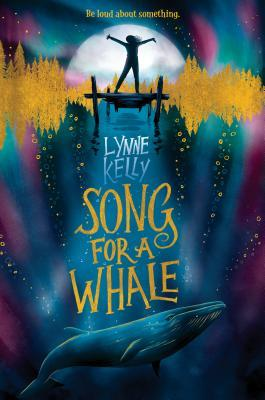 Be loud about something.
LYNNE
KELLY
SONG
FOR A
WHALE